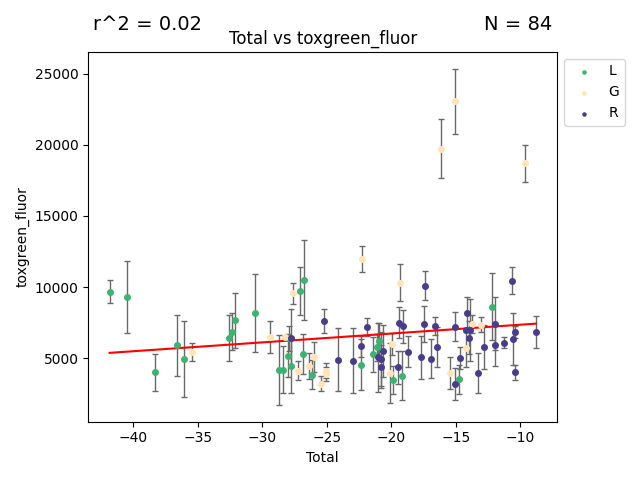 r^2 = 0.02
N = 84
Total vs toxgreen_fluor
25000
20000
15000
10000
5000
toxgreen_fluor
−40
−35
−30
−25
−20
−15
−10
Total
L
G
R